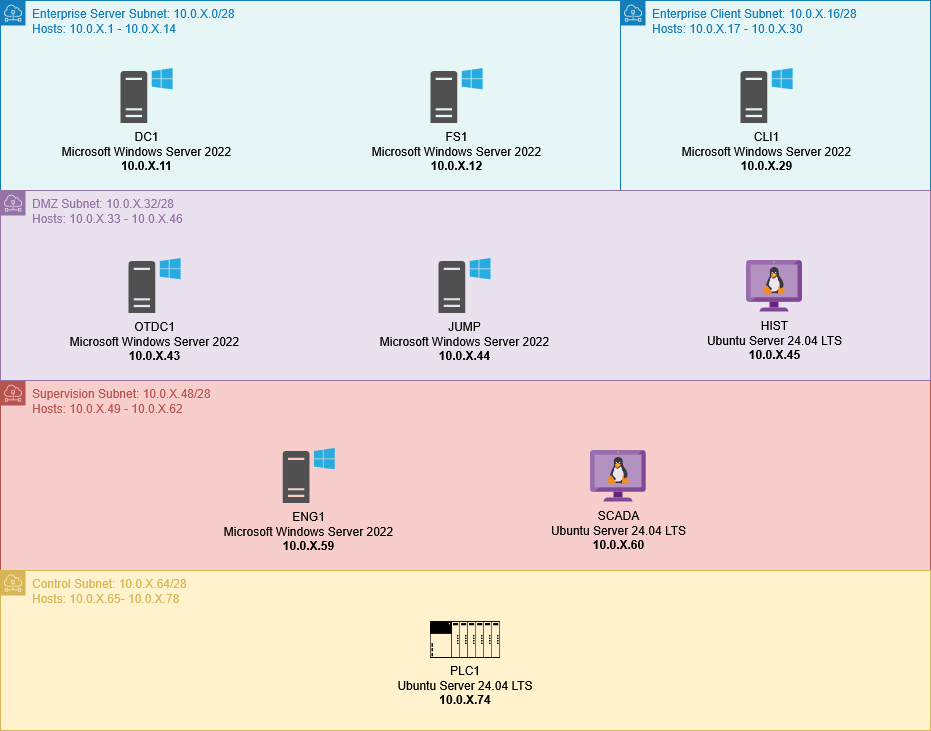 Enterprise Server Subnet: 10.0.X.0/28
Hosts: 10.0.X.1 - 10.0.X.14
Enterprise Client Subnet: 10.0.X.16/28
Hosts: 10.0.X.17 - 10.0.X.30
DC1
Microsoft Windows Server 2022
10.0.X.11
FS1
Microsoft Windows Server 2022
10.0.X.12
CLI1
Microsoft Windows Server 2022
10.0.X.29
DMZ Subnet: 10.0.X.32/28
Hosts: 10.0.X.33 - 10.0.X.46
OTDC1
Microsoft Windows Server 2022
10.0.X.43
JUMP
Microsoft Windows Server 2022
10.0.X.44
HIST
Ubuntu Server 24.04 LTS
10.0.X.45
Supervision Subnet: 10.0.X.48/28
Hosts: 10.0.X.49 - 10.0.X.62
ENG1
Microsoft Windows Server 2022
10.0.X.59
SCADA
Ubuntu Server 24.04 LTS
10.0.X.60
Control Subnet: 10.0.X.64/28
Hosts: 10.0.X.65- 10.0.X.78
PLC1
Ubuntu Server 24.04 LTS
10.0.X.74